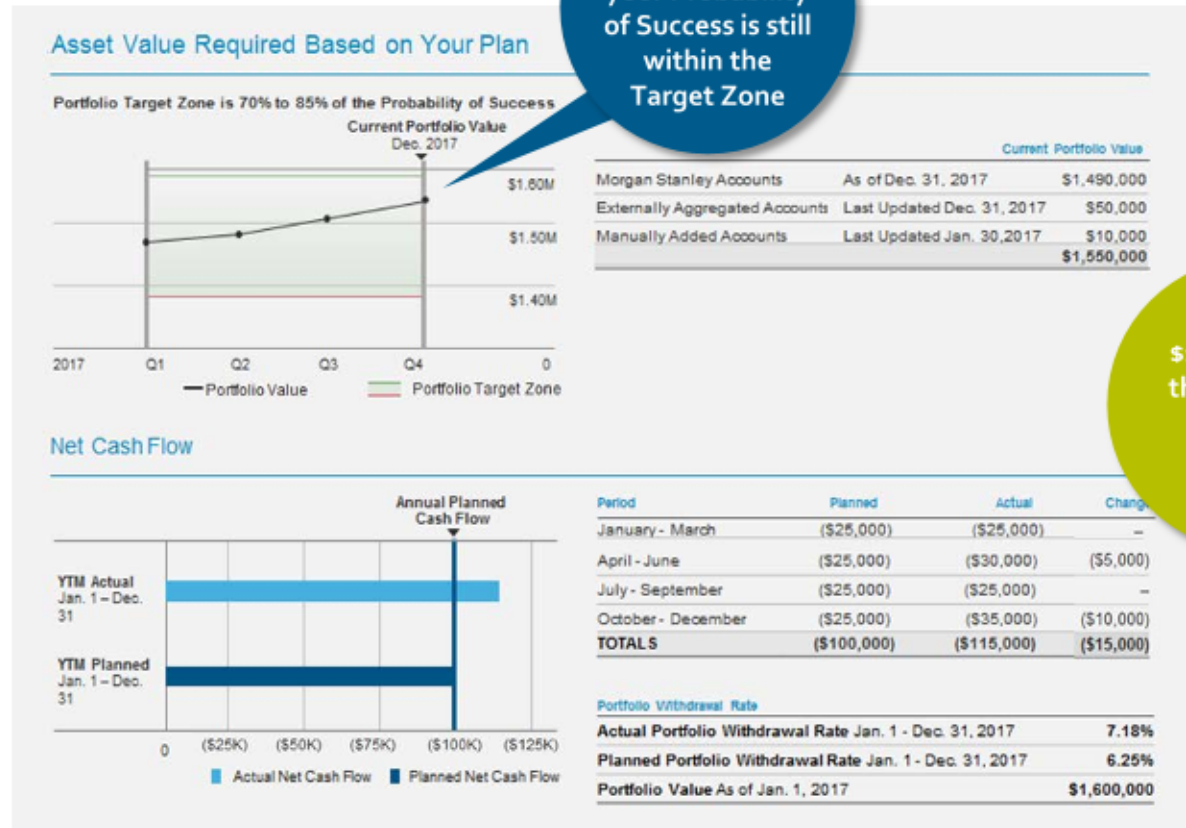 of Success is still
within the
Target Zone
Asset Value Required Based on Your Plan
Portfolio Target Zone is 70% to 85% of the Probability of Success
Current Portfolio Value
Dec. 2017
$1.60M
$1.50M
$1.40M
2017 Q1 Q2 Q3 Q4 0
Portfolio Value Portfolio Target Zone
Current Portfolio Value
Morgan Stanley Accounts As of Dec. 31, 2017 $1,490,000
Externally Aggregated Accounts Last Updated Dec. 31, 2017 $50,000
Manually Added Accounts Last Updated Jan. 30,2017 $10,000
$1,550,000
$
th
Net Cash Flow
Annual Planned
Cash Flow
YTM Actual
Jan. 1 – Dec.
31
YTM Planned
Jan. 1 – Dec.
31
0 ($25K) ($50K) ($75K) ($100K) ($125K)
Actual Net Cash Flow Planned Net Cash Flow
Period Planned Actual Chang
January - March ($25,000) ($25,000) –
April - June ($25,000) ($30,000) ($5,000)
July - September ($25,000) ($25,000) –
October - December ($25,000) ($35,000) ($10,000)
TOTALS ($100,000) ($115,000) ($15,000)
Portfolio Withdrawal Rate
Actual Portfolio Withdrawal Rate Jan. 1 - Dec. 31, 2017 7.18%
Planned Portfolio Withdrawal Rate Jan. 1 - Dec. 31, 2017 6.25%
Portfolio Value As of Jan. 1, 2017 $1,600,000